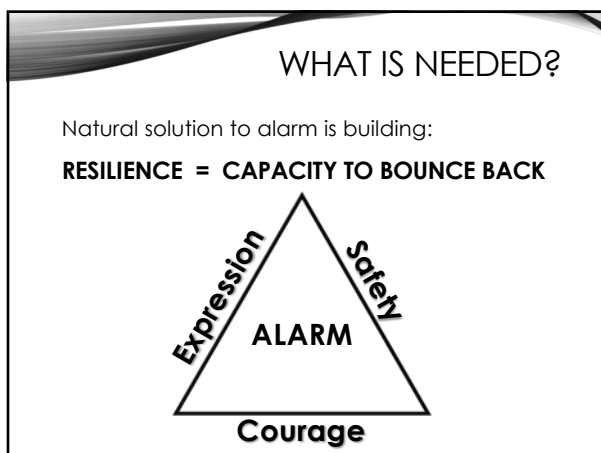 WHAT IS NEEDED?
Natural solution to alarm is building:
RESILIENCE = CAPACITY TO BOUNCE BACK
Expression
Safety
ALARM
Courage